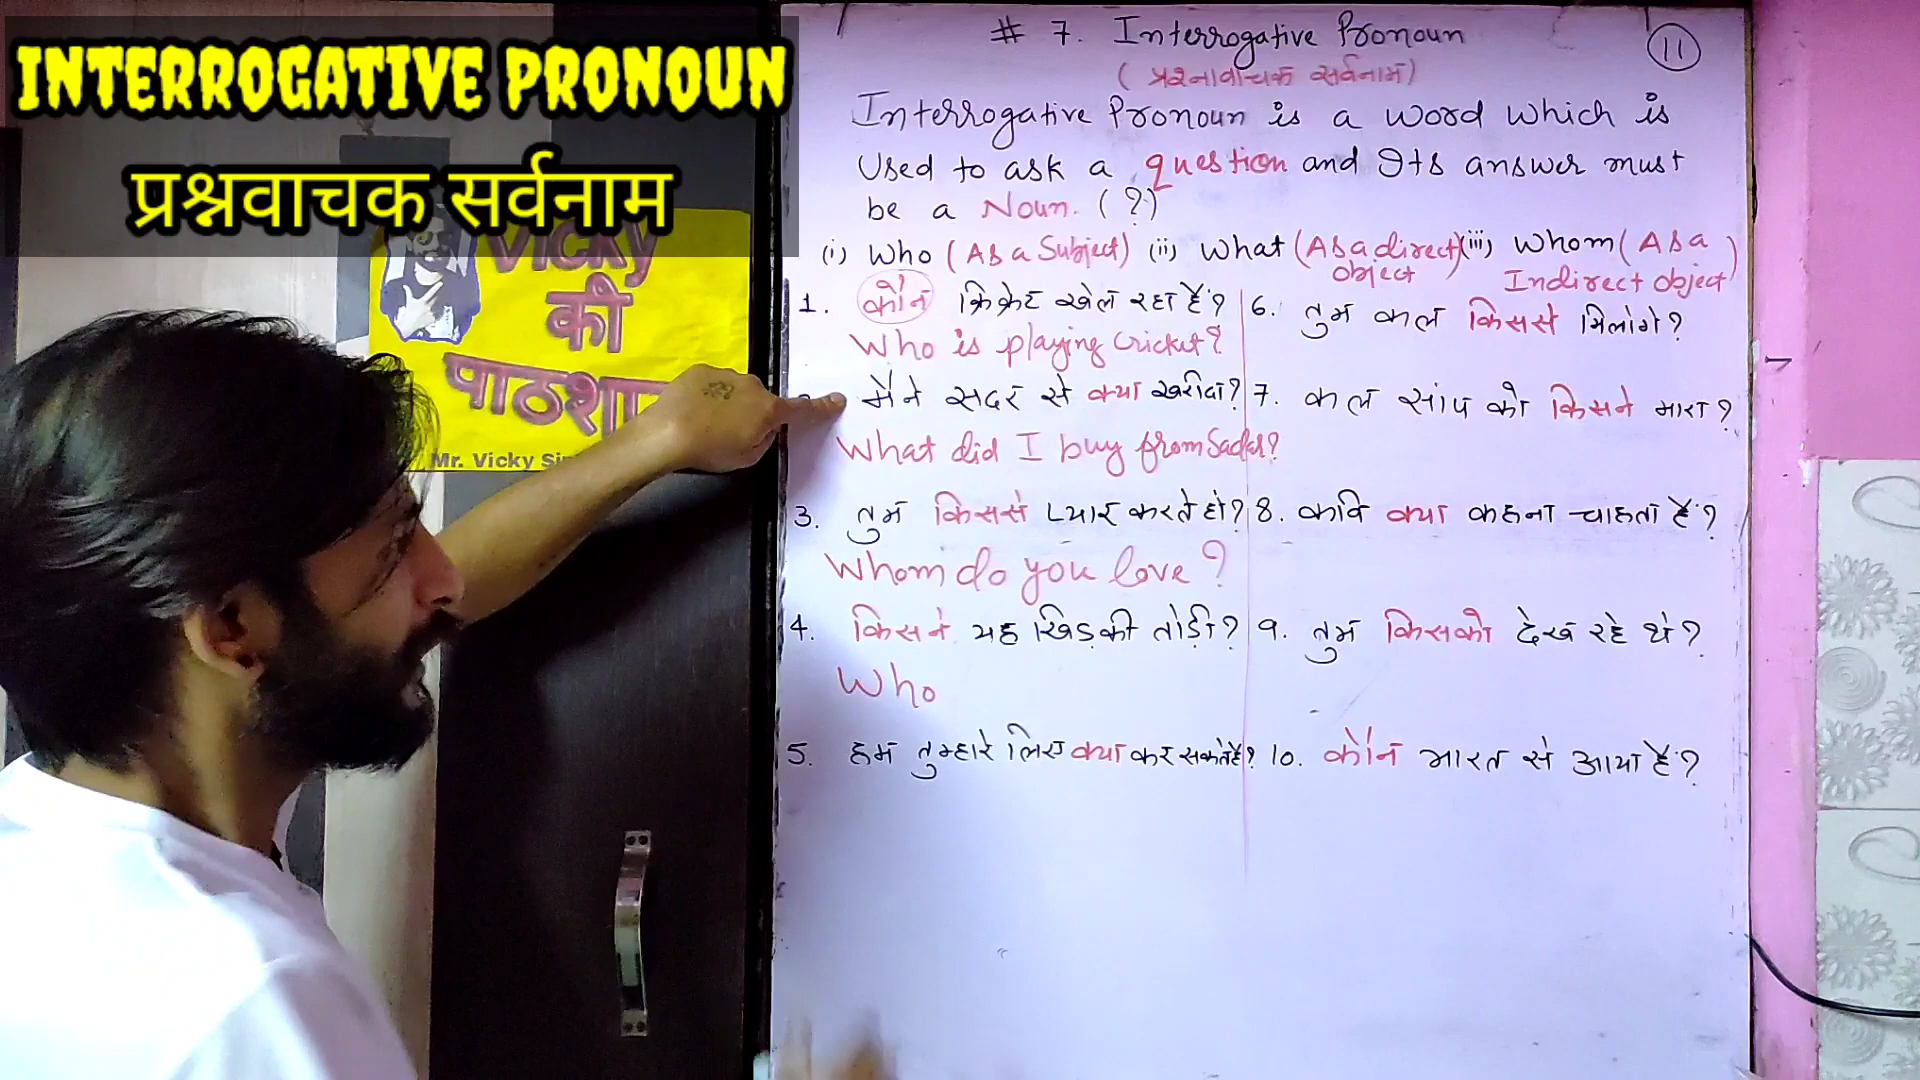 INTERROGATIVE PRONOUN
प्रश्नवाचक सर्वनाम
VICKY
की
पाठशा
Mr. Vicky Si
# 7. Interrogative Pronoun
11
( प्रश्नावाचक सर्वनाम)
Interrogative Pronoun is a word which is
Used to ask a question and Its answer must
be a Noun. (?)
(i) Who (As a Subject) (ii) What (As a direct object) (iii) Whom (As a Indirect object)
1. कौन क्रिकेट खेल रहा है?
Who is playing cricket?
मैंने सदर से क्या खरीदा?
What did I buy from Sadar?
3. तुम किससे प्यार करते हो?
Whom do you love ?
4. किसने यह खिड़की तोड़ी?
Who
5. हम तुम्हारे लिए क्या कर सकते हैं?
6. तुम कल किससे मिलोगे?
7. कल सांप को किसने मारा?
8. कवि क्या कहना चाहता है?
9. तुम किसको देख रहे थे?
10. कौन भारत से आया है?